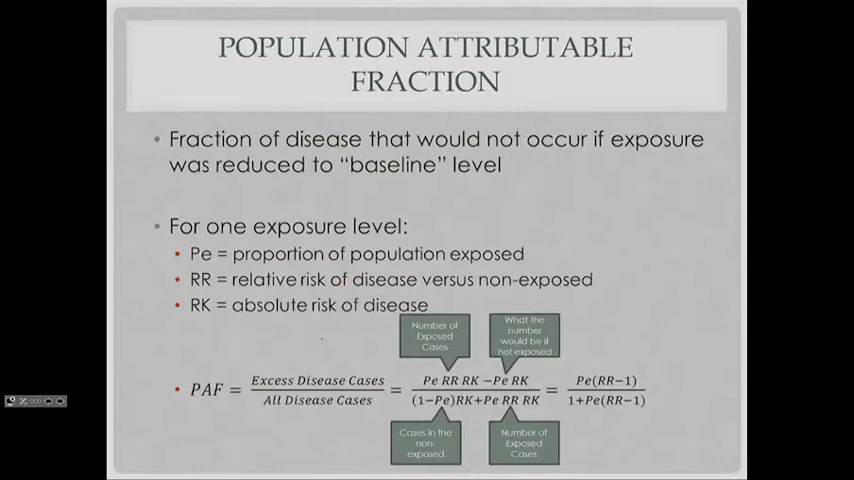 POPULATION ATTRIBUTABLE
FRACTION
• Fraction of disease that would not occur if exposure
was reduced to “baseline” level
• For one exposure level:
• Pe = proportion of population exposed
• RR = relative risk of disease versus non-exposed
• RK = absolute risk of disease
Number of
Exposed
Cases
What the
number
would be if
not exposed
• PAF = Excess Disease Cases / All Disease Cases = Pe RR RK −Pe RK / (1−Pe)RK+Pe RR RK = Pe(RR−1) / 1+Pe(RR−1)
Cases in the
non-
exposed
Number of
Exposed
Cases